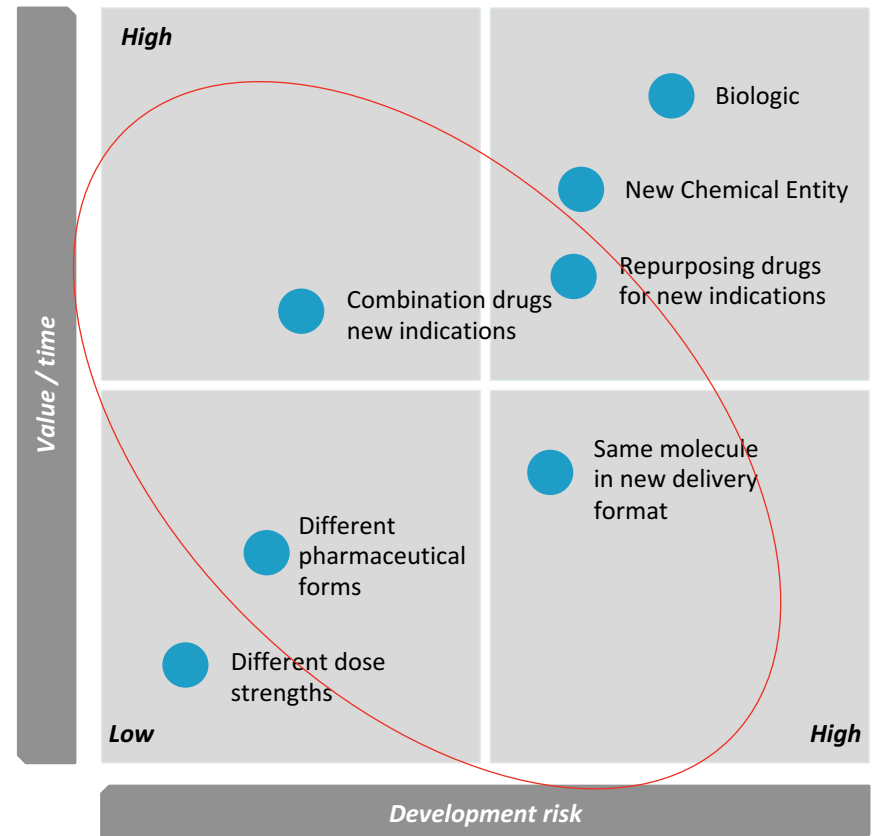 High
Biologic
New Chemical Entity
Repurposing drugs
for new indications
Combination drugs
new indications
Value / time
Same molecule
in new delivery
format
Different
pharmaceutical
forms
Different dose
strengths
Low
High
Development risk